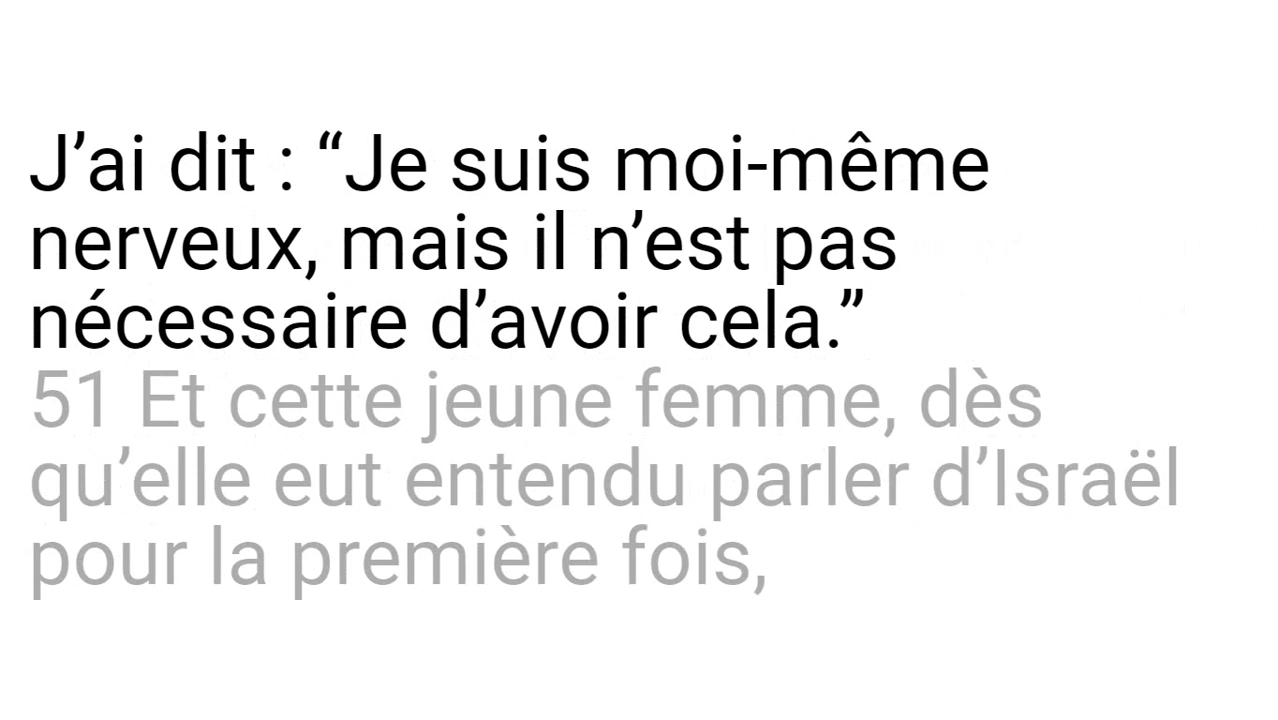 J’ai dit : “Je suis moi-même
nerveux, mais il n’est pas
nécessaire d’avoir cela.”
51 Et cette jeune femme, dès
qu’elle eut entendu parler d’Israël
pour la première fois,